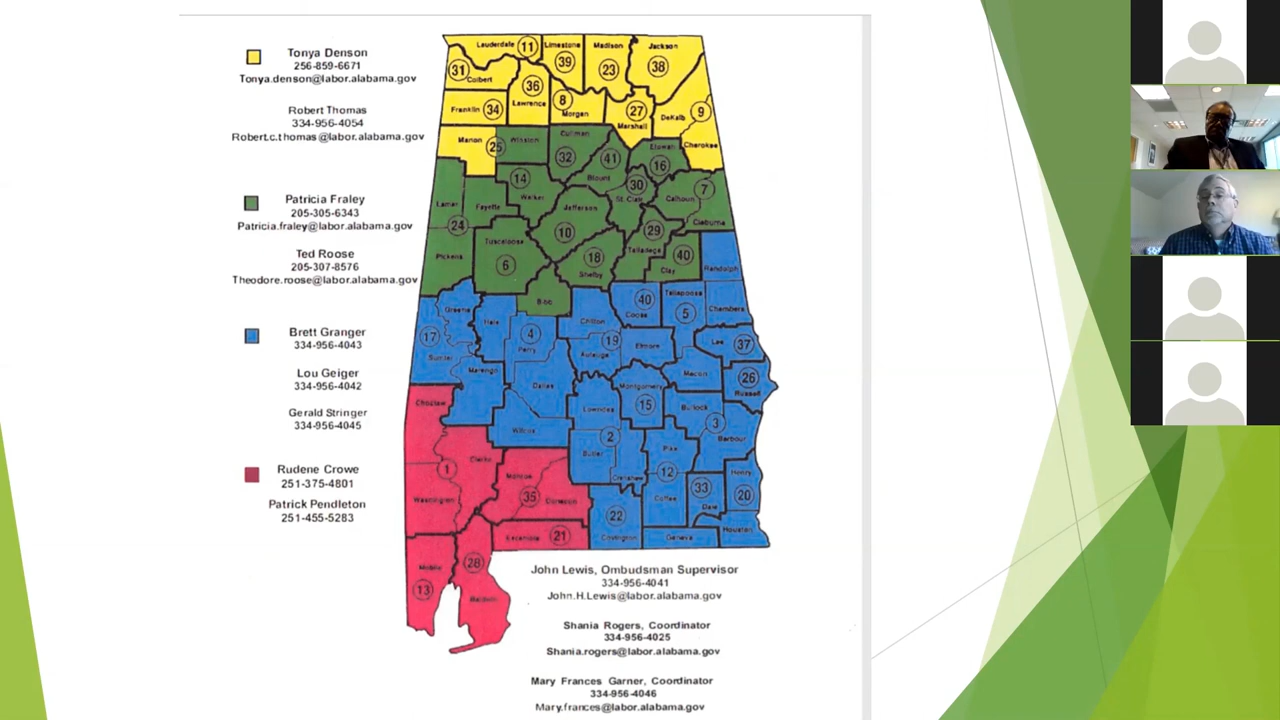 Tonya Denson
256-859-6671
Tonya.denson@labor.alabama.gov
Robert Thomas
334-956-4054
Robert.c.thomas@labor.alabama.gov
Patricia Fraley
205-305-6343
Patricia.fraley@labor.alabama.gov
Ted Roose
205-307-8576
Theodore.roose@labor.alabama.gov
Brett Granger
334-956-4043
Lou Geiger
334-956-4042
Gerald Stringer
334-956-4045
Rudene Crowe
251-375-4801
Patrick Pendleton
251-455-5283
Lauderdale 11 Limestone Madison Jackson
31 Colbert 39 23 38
36 Lawrence
Franklin 34 8 Morgan 27 Marshall DeKalb 9
Marion 25 Winston Cullman Etowah Cherokee
32 41 Blount 16
14 Walker 30 St. Clair Calhoun 7
Lamar Fayette Jefferson Cleburne
24 10 29 Talladega
Tuscaloosa 6 18 Shelby 40 Clay
Pickens Randolph
Bibb
Greene Hale 40 Coosa Tallapoosa 5 Chambers
17 Sumter 4 Perry Chilton 19 Autauga Elmore Lee 37
Marengo Dallas Montgomery Macon 26 Russell
Choctaw Lowndes 15 Bullock
Wilcox 2 Butler Pike 3 Barbour
Clarke 1 Crenshaw 12 Henry
Washington Monroe 35 Conecuh Coffee 33 Dale 20
Escambia 21 22 Covington Geneva Houston
Mobile 28
13 Baldwin
John Lewis, Ombudsman Supervisor
334-956-4041
John.H.Lewis@labor.alabama.gov
Shania Rogers, Coordinator
334-956-4025
Shania.rogers@labor.alabama.gov
Mary Frances Garner, Coordinator
334-956-4046
Mary.frances@labor.alabama.gov